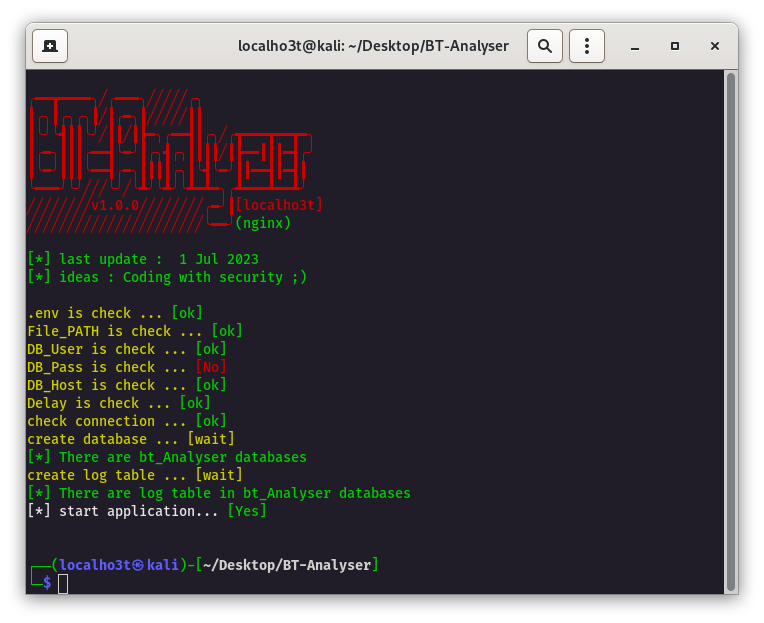 localho3t@kali: ~/Desktop/BT-Analyser
v1.0.0
[localho3t]
(nginx)
[*] last update :  1 Jul 2023
[*] ideas : Coding with security ;)
.env is check ... [ok]
File_PATH is check ... [ok]
DB_User is check ... [ok]
DB_Pass is check ... [No]
DB_Host is check ... [ok]
Delay is check ... [ok]
check connection ... [ok]
create database ... [wait]
[*] There are bt_Analyser databases
create log table ... [wait]
[*] There are log table in bt_Analyser databases
[*] start application... [Yes]
┌──(localho3t㉿kali)-[~/Desktop/BT-Analyser]
└─$